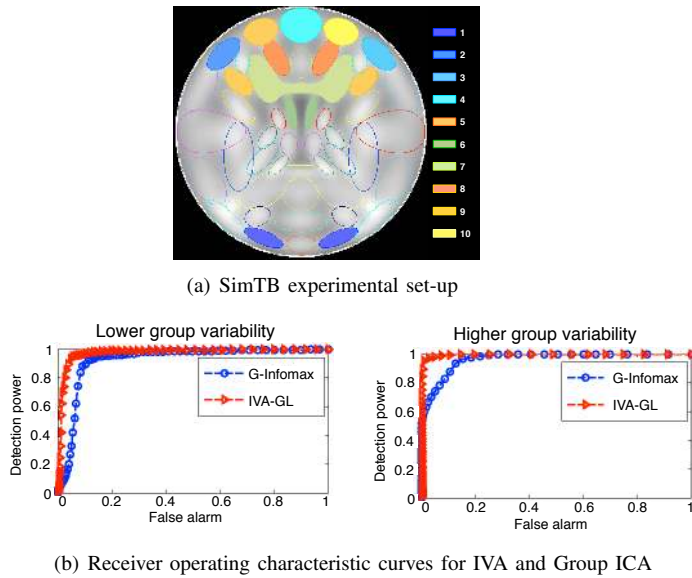 1
2
3
4
5
6
7
8
9
10
(a) SimTB experimental set-up
Lower group variability
Detection power
1
0.8
0.6
0.4
0.2
0
G-Infomax
IVA-GL
0 0.2 0.4 0.6 0.8 1
False alarm
Higher group variability
Detection power
1
0.8
0.6
0.4
0.2
0
G-Infomax
IVA-GL
0 0.2 0.4 0.6 0.8 1
False alarm
(b) Receiver operating characteristic curves for IVA and Group ICA